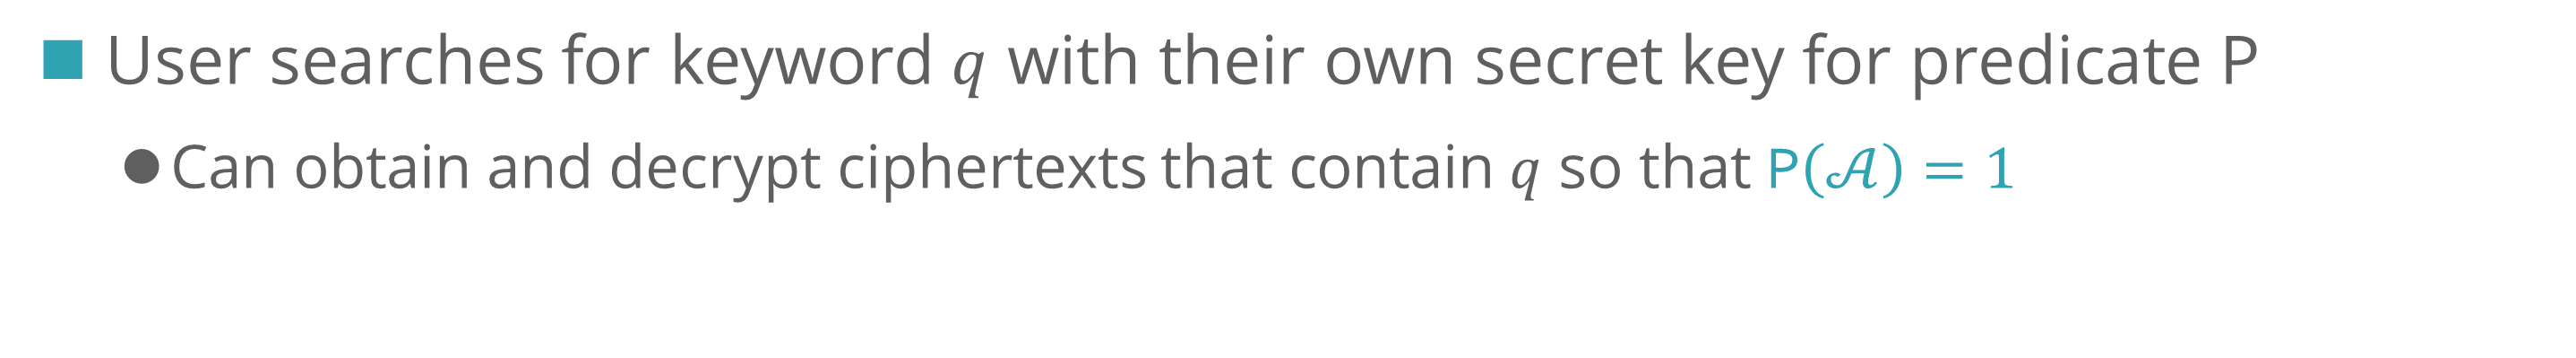 ■ User searches for keyword 𝑞 with their own secret key for predicate P
● Can obtain and decrypt ciphertexts that contain 𝑞 so that P(𝒜) = 1